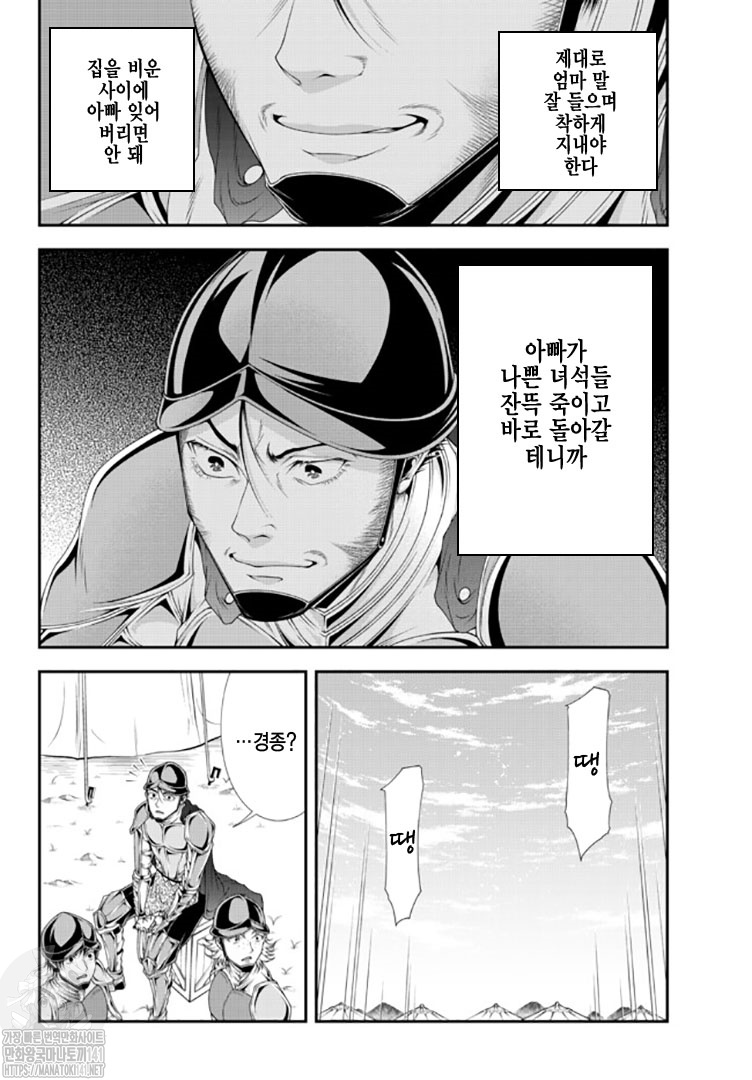 제대로
엄마 말
잘 들으며
착하게
지내야
한다
집을 비운
사이에
아빠 잊어
버리면
안 돼
아빠가
나쁜 녀석들
잔뜩 죽이고
바로 돌아갈
테니까
땡
땡
…경종?
가장 빠른 번역만화사이트
만화왕국마나토끼141
HTTPS://MANATOKI141.NET